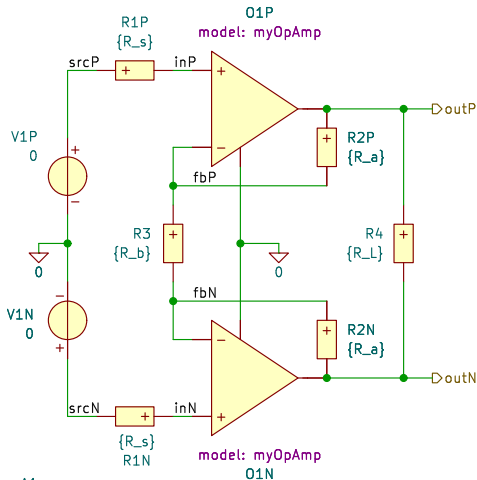 O1P
model: myOpAmp
R1P
{R_s}
srcP
inP
+
+
outP
V1P
0
+
−
−
+
R2P
{R_a}
fbP
R3
{R_b}
+
R4
{R_L}
+
0
0
fbN
V1N
0
−
+
−
+
R2N
{R_a}
outN
srcN
inN
+
+
{R_s}
R1N
model: myOpAmp
O1N